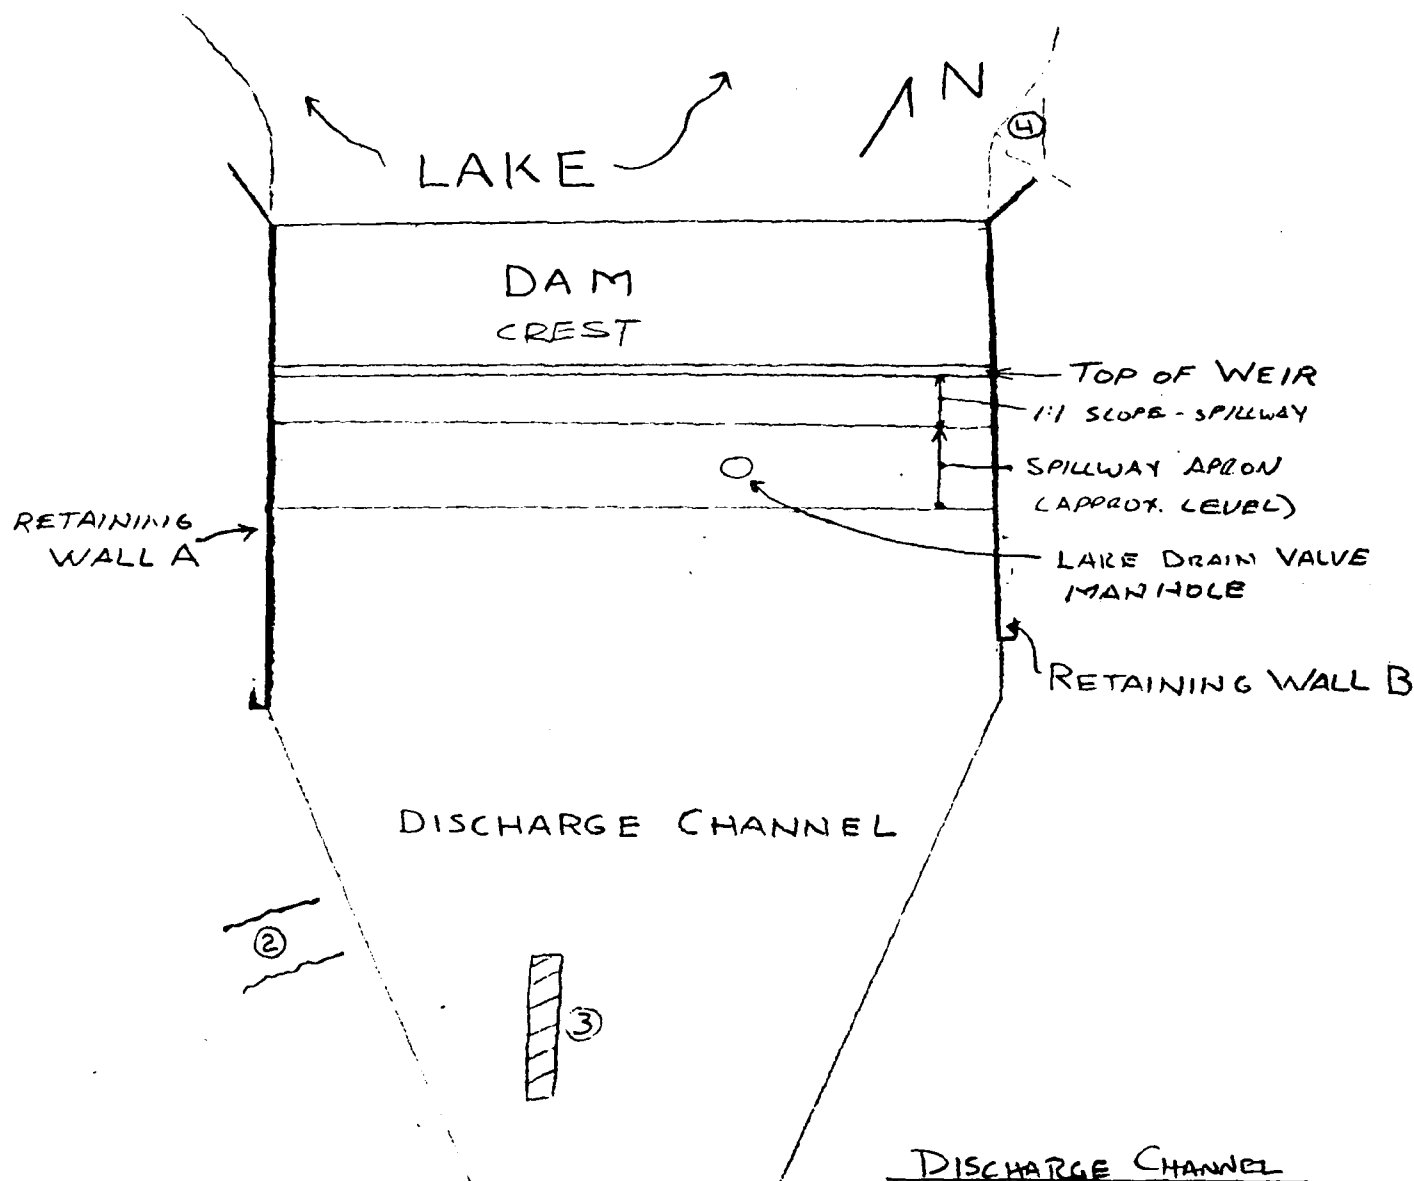 N
④
LAKE
DAM
CREST
TOP OF WEIR
1:1 SLOPE - SPILLWAY
SPILLWAY APRON
(APPROX. LEVEL)
RETAINING
WALL A
LAKE DRAIN VALVE
MANHOLE
RETAINING WALL B
DISCHARGE CHANNEL
②
③
DISCHARGE CHANNEL